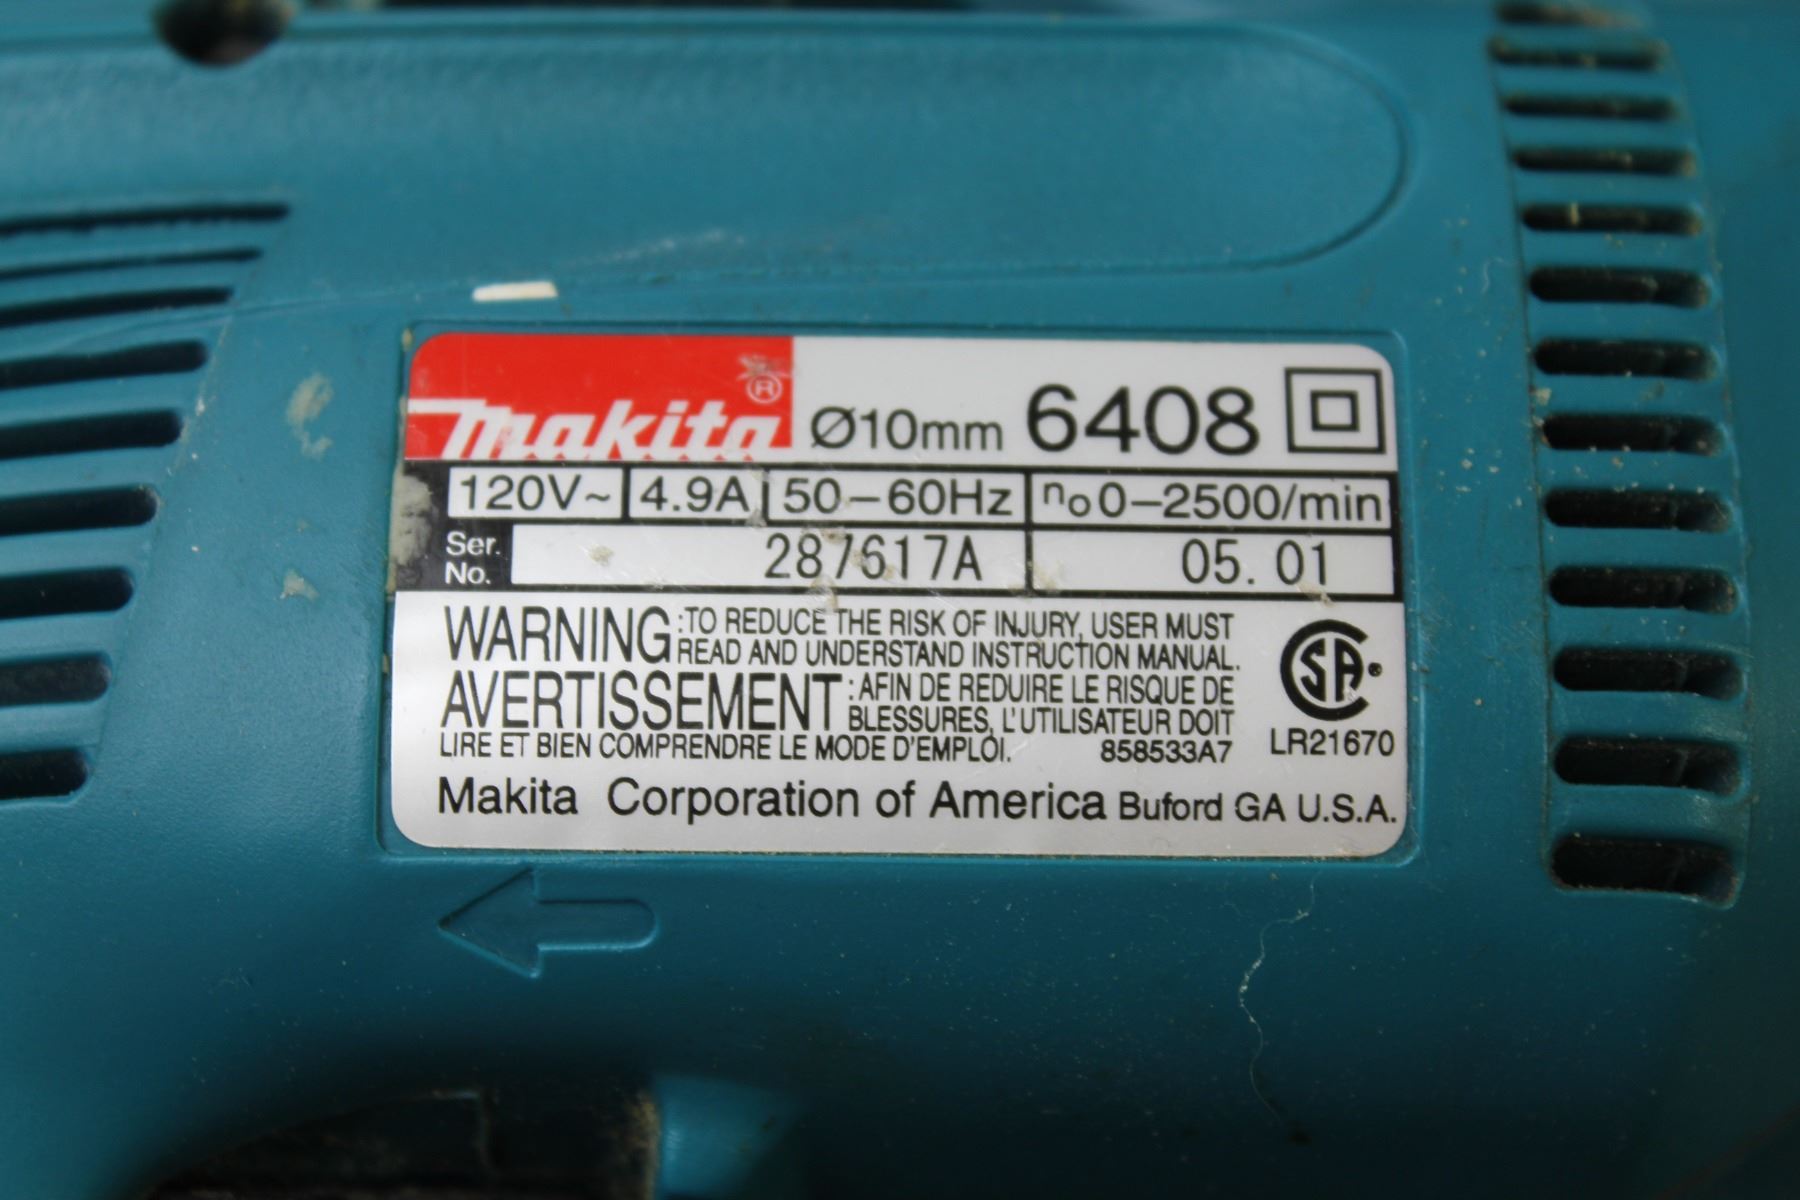 makita® Ø10mm 6408
120V~ 4.9A 50–60Hz no 0–2500/min
Ser. No. 287617A 05.01
WARNING :TO REDUCE THE RISK OF INJURY, USER MUST
READ AND UNDERSTAND INSTRUCTION MANUAL.
AVERTISSEMENT :AFIN DE REDUIRE LE RISQUE DE
BLESSURES, L'UTILISATEUR DOIT
LIRE ET BIEN COMPRENDRE LE MODE D'EMPLOI. 858533A7
SA®
LR21670
Makita Corporation of America Buford GA U.S.A.